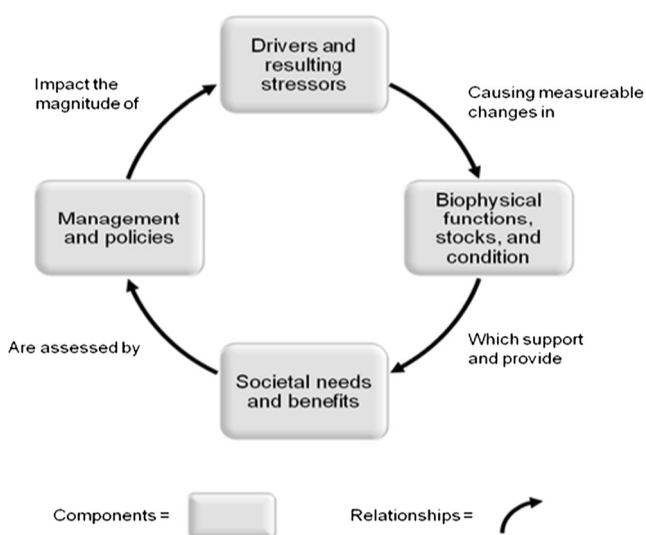 Drivers and
resulting
stressors
Impact the
magnitude of
Causing measureable
changes in
Management
and policies
Biophysical
functions,
stocks, and
condition
Are assessed by
Which support
and provide
Societal needs
and benefits
Components =
Relationships =